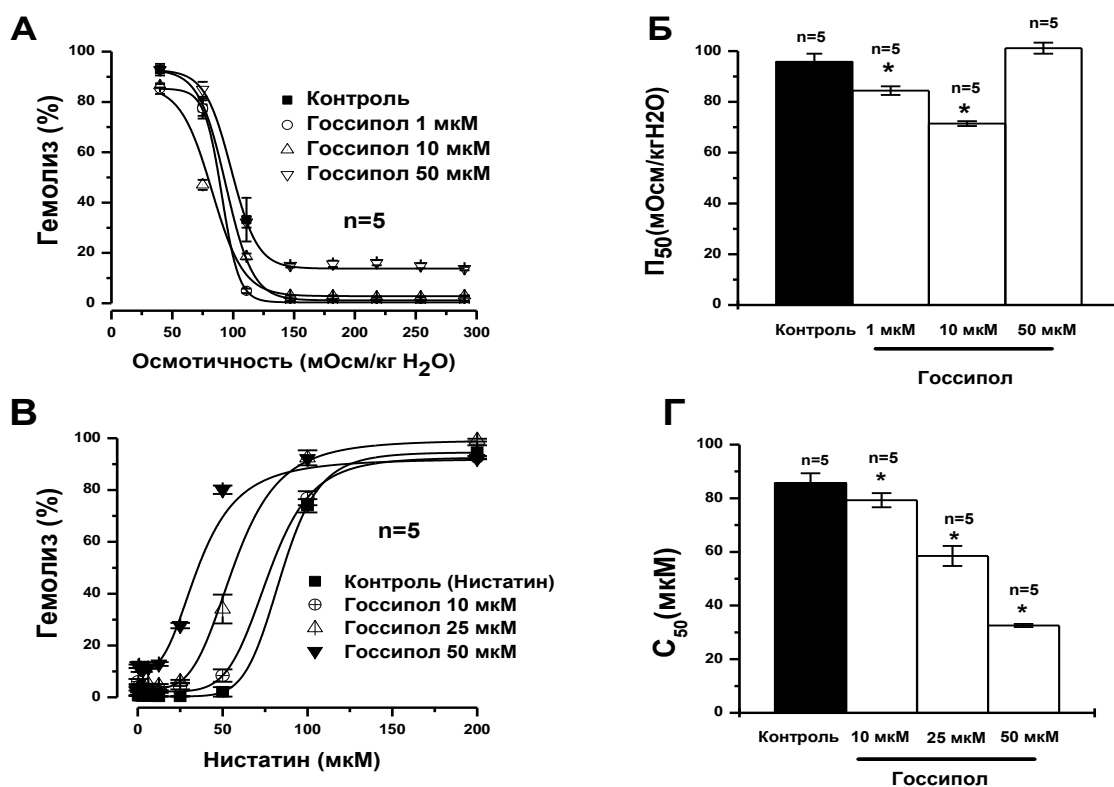 А
100
80
60
40
20
0
Гемолиз (%)
Контроль
Госсипол 1 мкМ
Госсипол 10 мкМ
Госсипол 50 мкМ
n=5
0
50
100
150
200
250
300
Осмотичность (мОсм/кг H2O)
Б
100
80
60
40
20
0
П50(мОсм/кгH2O)
n=5
n=5
*
n=5
*
n=5
Контроль
1 мкМ
10 мкМ
50 мкМ
Госсипол
В
100
80
60
40
20
0
Гемолиз (%)
n=5
Контроль (Нистатин)
Госсипол 10 мкМ
Госсипол 25 мкМ
Госсипол 50 мкМ
0
50
100
150
200
Нистатин (мкМ)
Г
100
80
60
40
20
0
С50(мкМ)
n=5
n=5
*
n=5
*
n=5
*
Контроль
10 мкМ
25 мкМ
50 мкМ
Госсипол